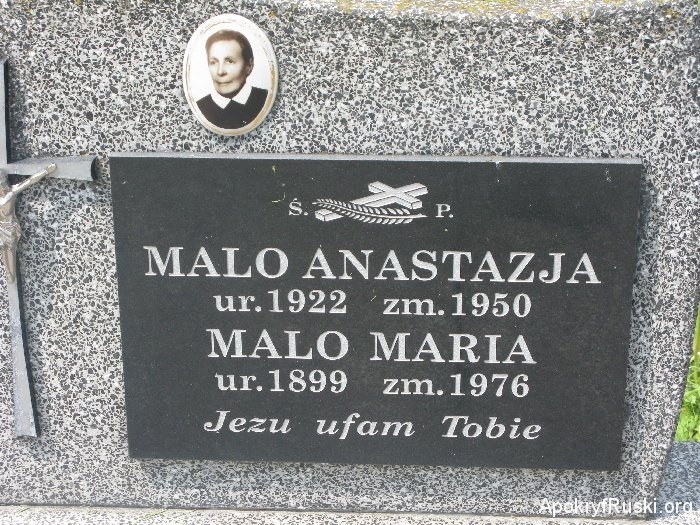 Ś. P.
MALO ANASTAZJA
ur.1922 zm.1950
MALO MARIA
ur.1899 zm.1976
Jezu ufam Tobie
ApokryfRuski.org